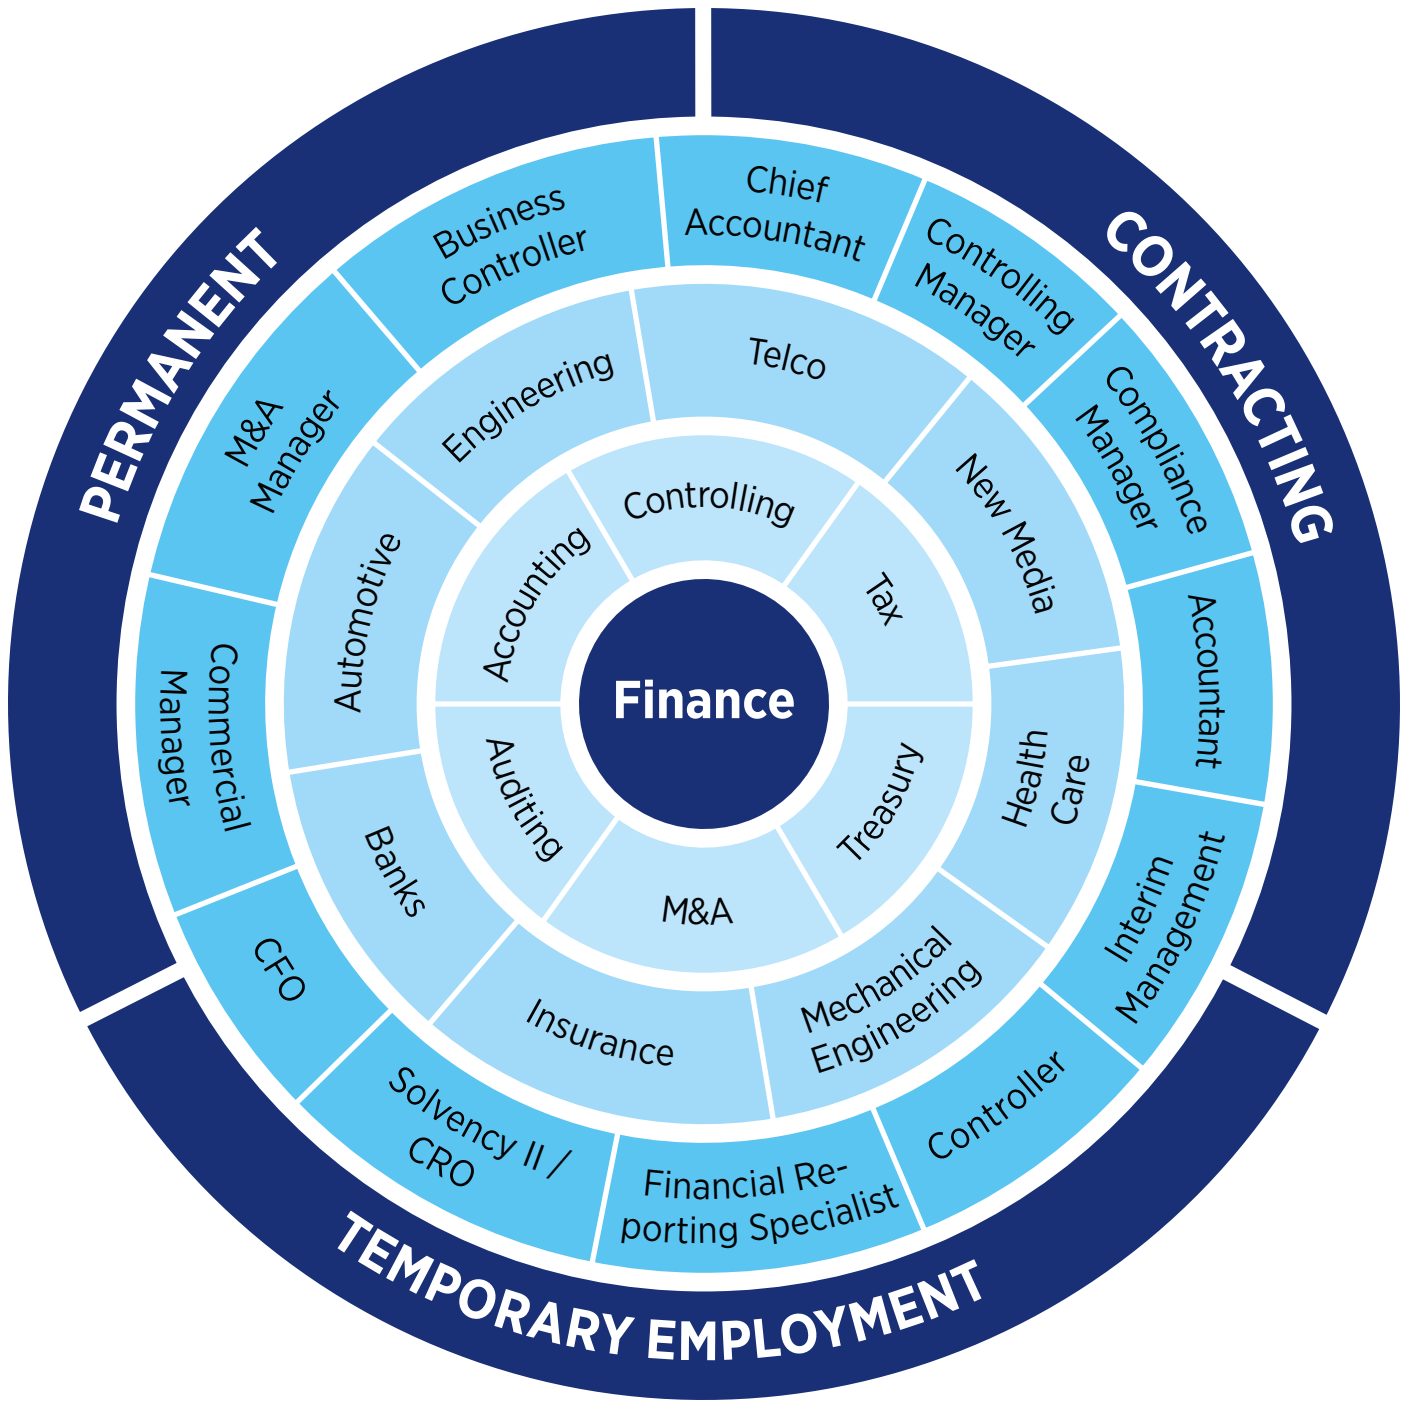 PERMANENT
CONTRACTING
TEMPORARY EMPLOYMENT
Chief
Accountant
Controlling
Manager
Compliance
Manager
Accountant
Interim
Management
Controller
Financial Re-
porting Specialist
Solvency II /
CRO
CFO
Commercial
Manager
M&A
Manager
Business
Controller
Telco
New Media
Health
Care
Mechanical
Engineering
Insurance
Banks
Automotive
Engineering
Controlling
Tax
Treasury
M&A
Auditing
Accounting
Finance